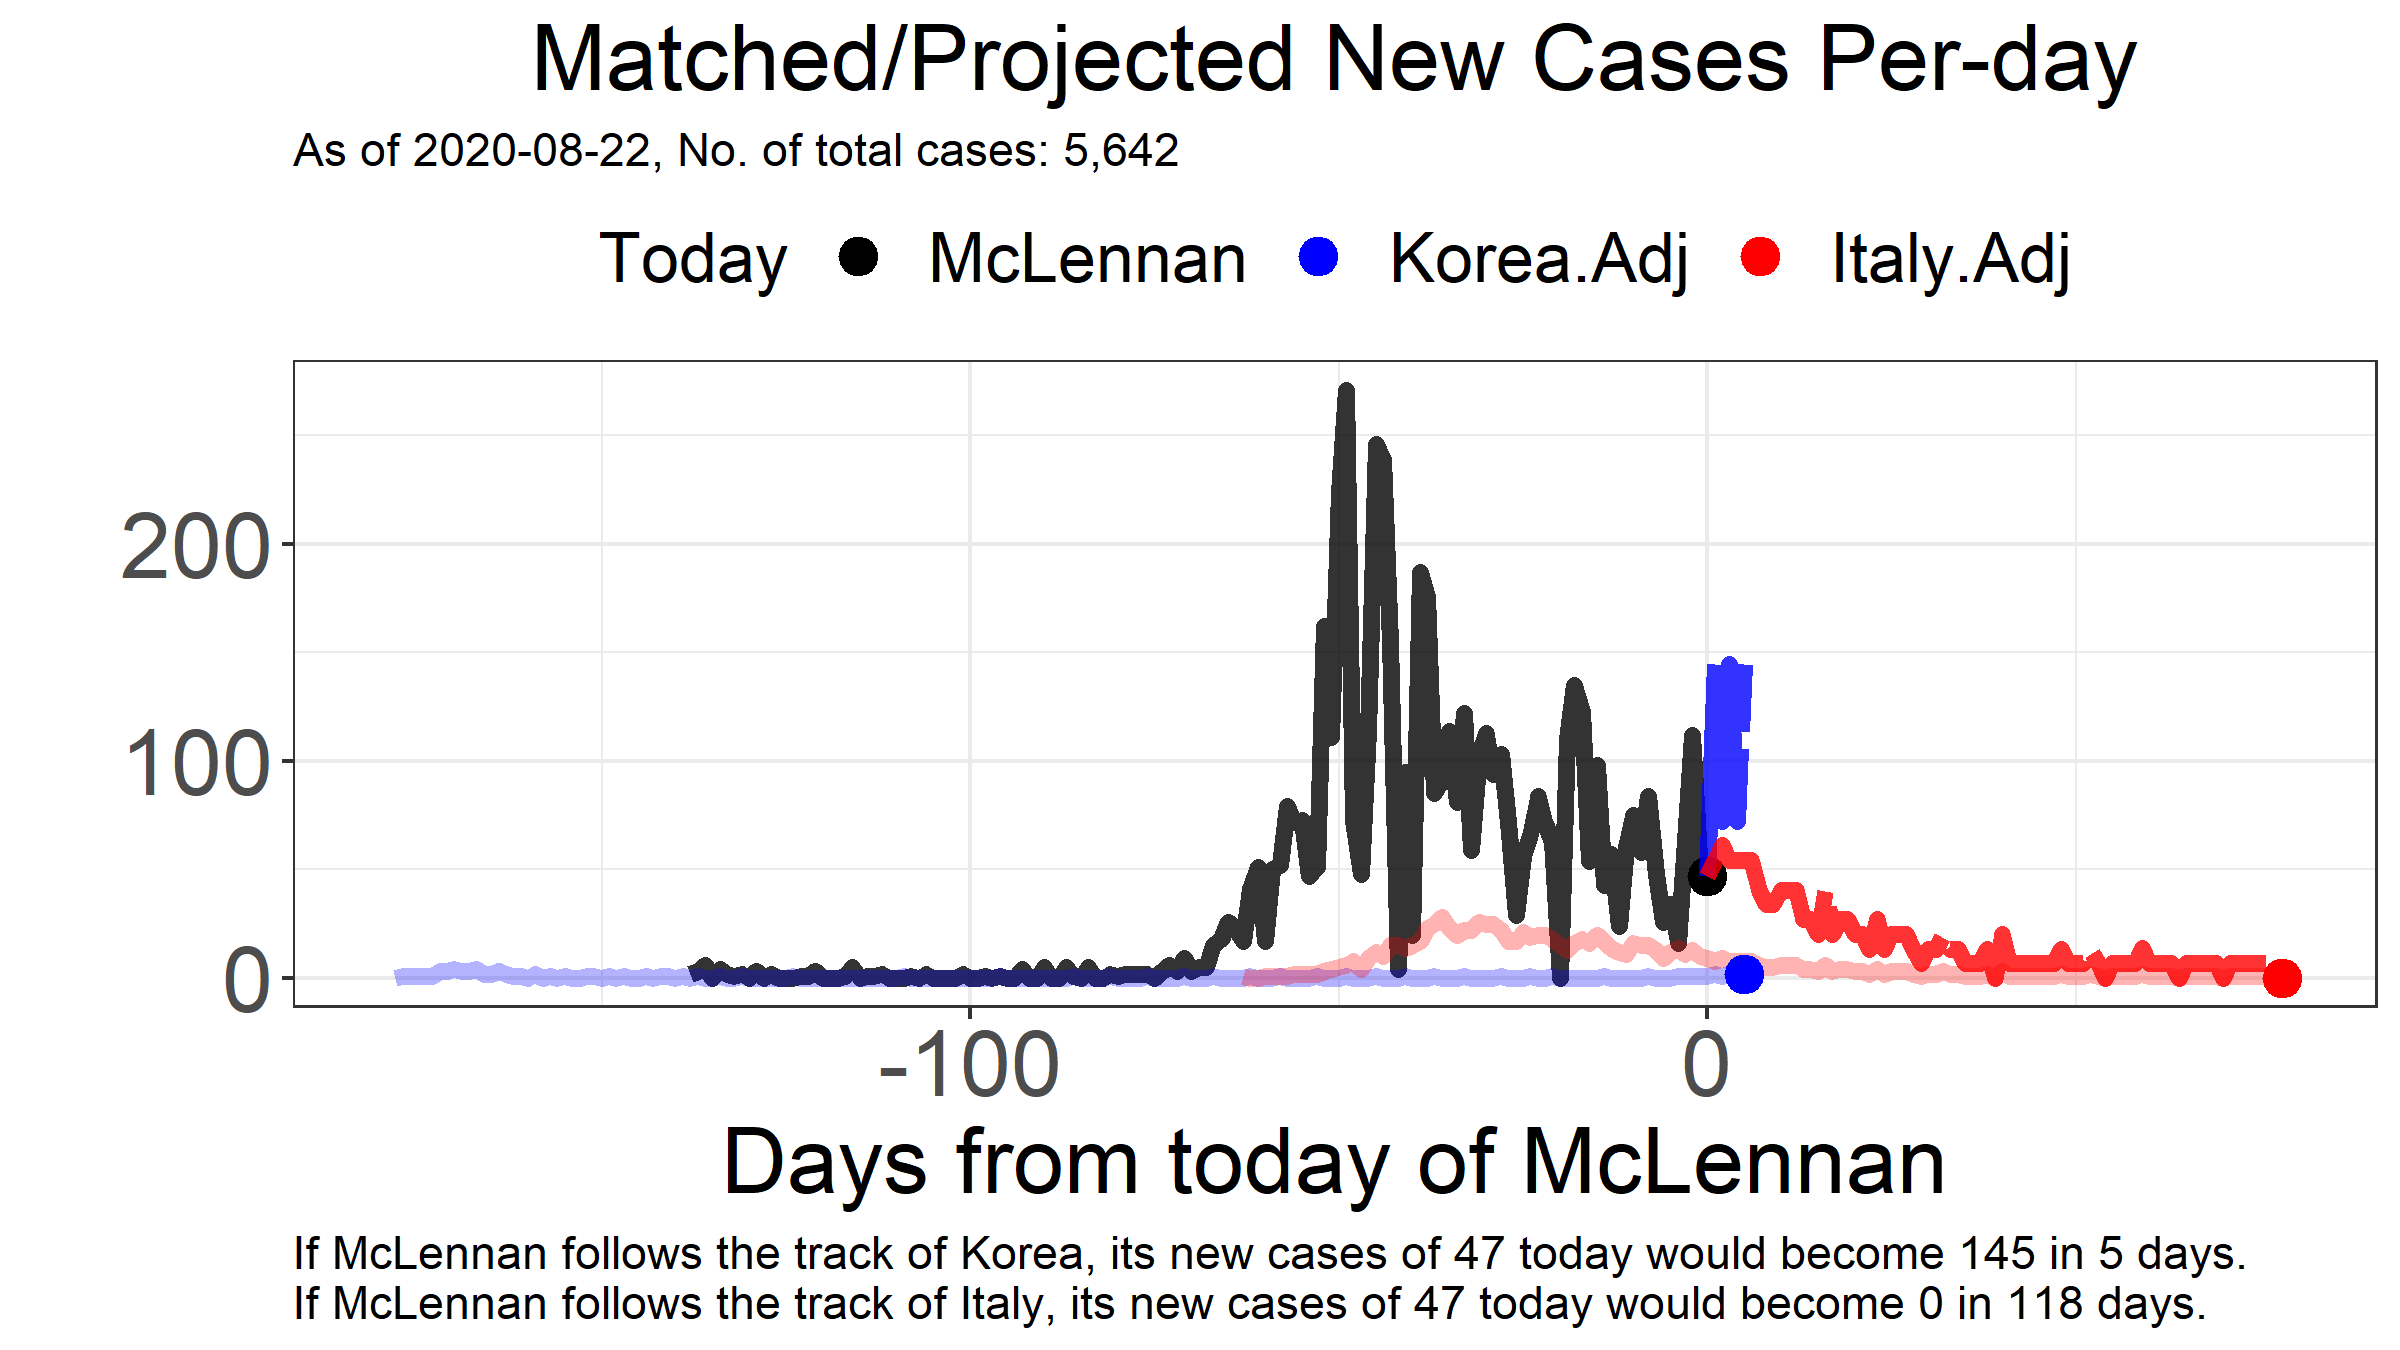 Matched/Projected New Cases Per-day
As of 2020-08-22, No. of total cases: 5,642
Today McLennan Korea.Adj Italy.Adj
200
100
0
-100 0
Days from today of McLennan
If McLennan follows the track of Korea, its new cases of 47 today would become 145 in 5 days.
If McLennan follows the track of Italy, its new cases of 47 today would become 0 in 118 days.